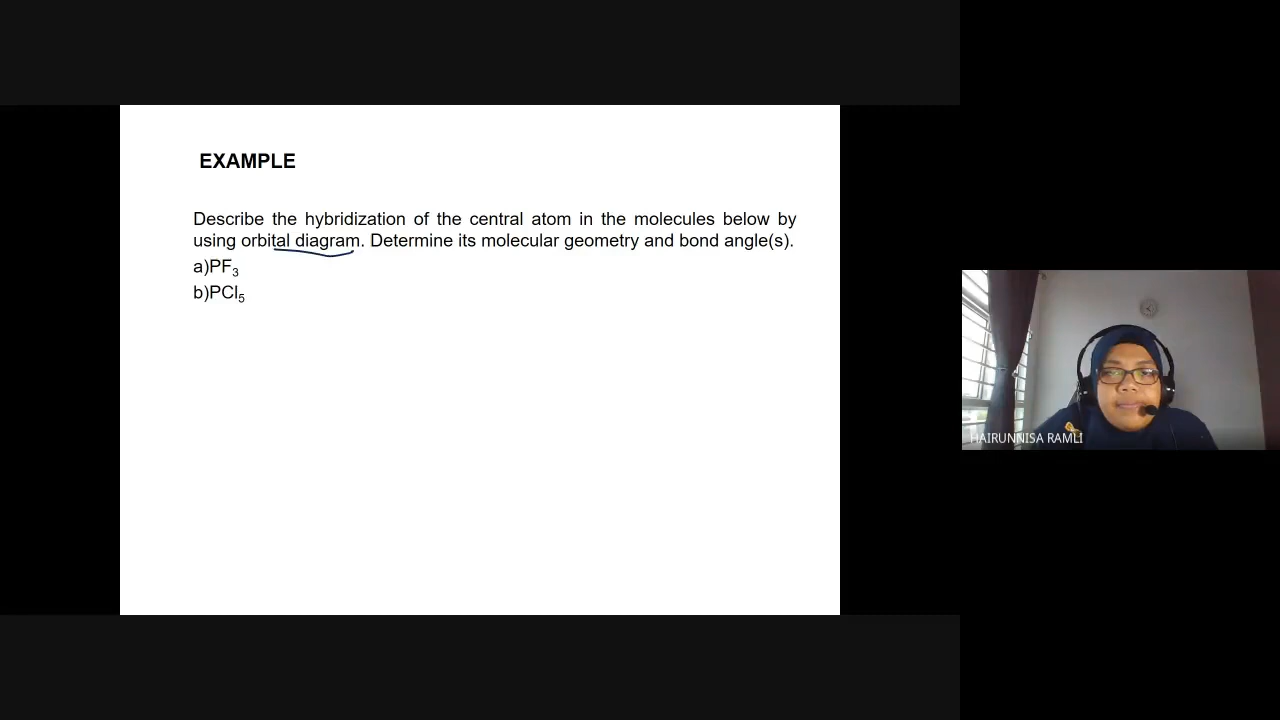 EXAMPLE
Describe the hybridization of the central atom in the molecules below by
using orbital diagram. Determine its molecular geometry and bond angle(s).
a)PF₃
b)PCl₅
HAIRUNNISA RAMLI